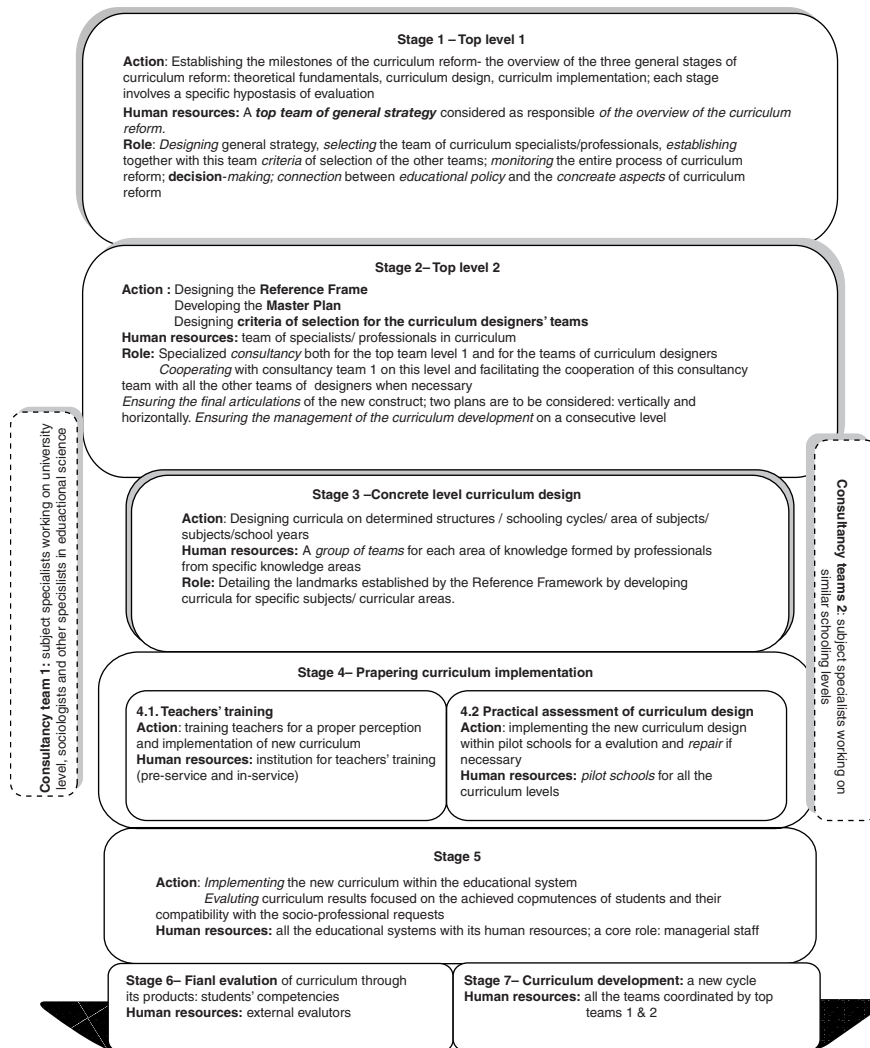 Stage 1 – Top level 1
Action: Establishing the milestones of the curriculum reform- the overview of the three general stages of
curriculum reform: theoretical fundamentals, curriculum design, curriculm implementation; each stage
involves a specific hypostasis of evaluation
Human resources: A top team of general strategy considered as responsible of the overview of the curriculum
reform.
Role: Designing general strategy, selecting the team of curriculum specialists/professionals, establishing
together with this team criteria of selection of the other teams; monitoring the entire process of curriculum
reform; decision-making; connection between educational policy and the concreate aspects of curriculum
reform
Stage 2– Top level 2
Action : Designing the Reference Frame
Developing the Master Plan
Designing criteria of selection for the curriculum designers' teams
Human resources: team of specialists/ professionals in curriculum
Role: Specialized consultancy both for the top team level 1 and for the teams of curriculum designers
Cooperating with consultancy team 1 on this level and facilitating the cooperation of this consultancy
team with all the other teams of designers when necessary
Ensuring the final articulations of the new construct; two plans are to be considered: vertically and
horizontally. Ensuring the management of the curriculum development on a consecutive level
Consultancy team 1: subject specialists working on university
level, sociologists and other specielists in eduactional science
Consultancy teams 2: subject specialists working on
similar schooling levels
Stage 3 –Concrete level curriculum design
Action: Designing curricula on determined structures / schooling cycles/ area of subjects/
subjects/school years
Human resources: A group of teams for each area of knowledge formed by professionals
from specific knowledge areas
Role: Detailing the landmarks established by the Reference Framework by developing
curricula for specific subjects/ curricular areas.
Stage 4– Prapering curriculum implementation
4.1. Teachers' training
Action: training teachers for a proper perception
and implementation of new curriculum
Human resources: institution for teachers' training
(pre-service and in-service)
4.2 Practical assessment of curriculum design
Action: implementing the new curriculum design
within pilot schools for a evalution and repair if
necessary
Human resources: pilot schools for all the
curriculum levels
Stage 5
Action: Implementing the new curriculum within the educational system
Evaluting curriculum results focused on the achieved copmutences of students and their
compatibility with the socio-professional requests
Human resources: all the educational systems with its human resources; a core role: managerial staff
Stage 6– Fianl evalution of curriculum through
its products: students' competencies
Human resources: external evalutors
Stage 7– Curriculum development: a new cycle
Human resources: all the teams coordinated by top
teams 1 & 2